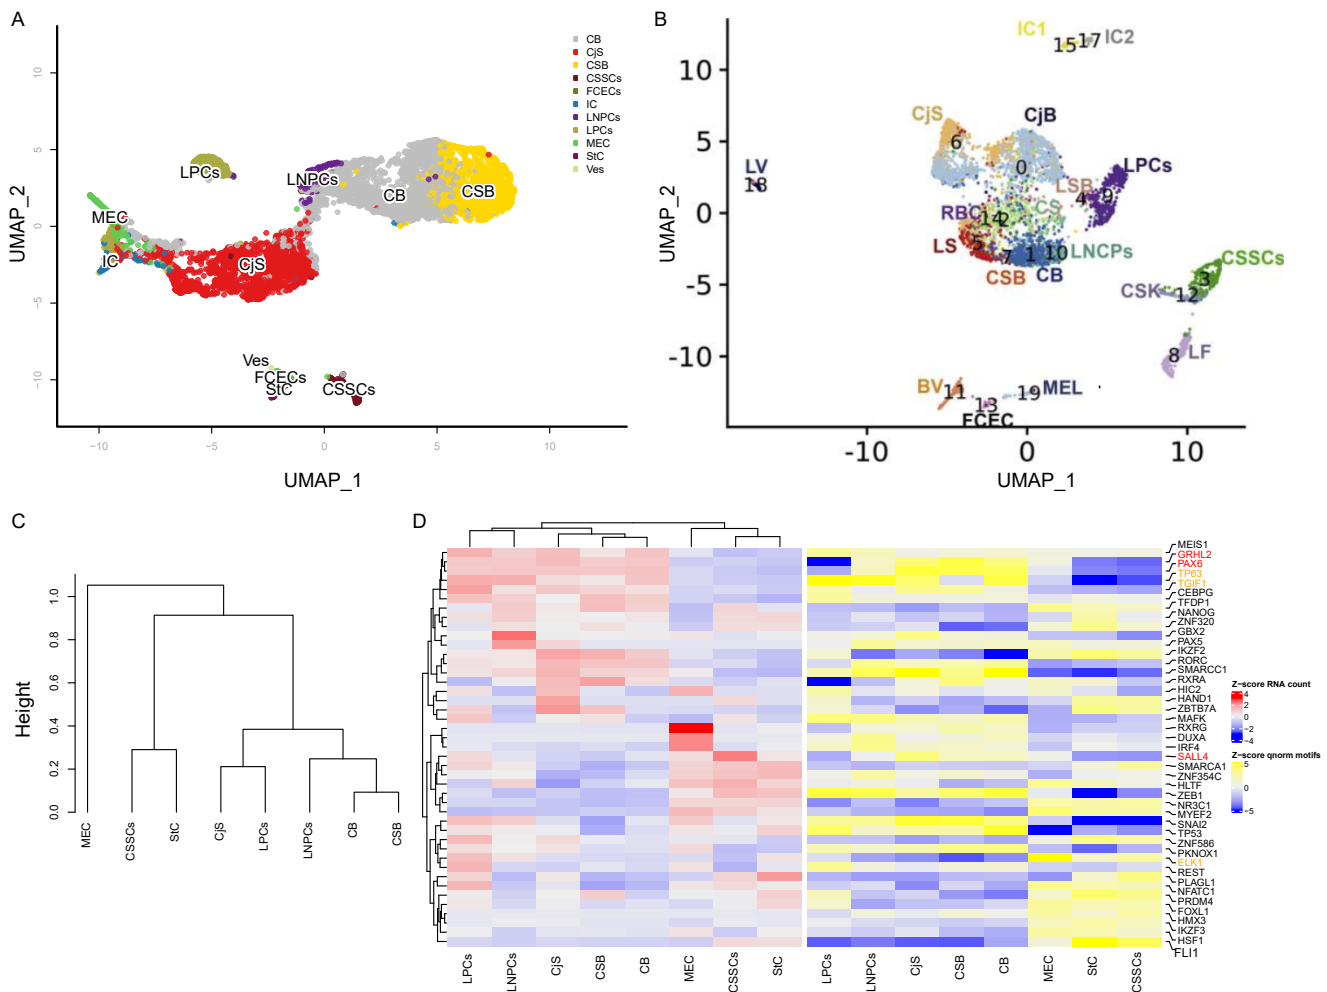 A
B
CB
CjS
CSB
CSSCs
FCECs
IC
LNPCs
LPCs
MEC
StC
Ves
10
5
0
−5
−10
UMAP_2
LPCs
LNPCs
CB
CSB
MEC
IC
CjS
Ves
FCECs
StC
CSSCs
−10
−5
0
5
10
UMAP_1
IC1
15
17
IC2
10
5
0
-5
-10
UMAP_2
CjS
6
CjB
0
LV
18
LPCs
LSB
4
9
RBC
14
2
CS
LS
5
7
1
10
LNCPs
CSB
CB
CSSCs
3
CSK
12
8
LF
BV
11
13
19
MEL
FCEC
-10
0
10
UMAP_1
C
D
Height
1.0
0.8
0.6
0.4
0.2
0.0
MEC
CSSCs
StC
CjS
LPCs
LNPCs
CB
CSB
MEIS1
GRHL2
PAX6
TP63
TGIF1
CEBPG
TFDP1
NANOG
ZNF320
GBX2
PAX5
IKZF2
RORC
SMARCC1
RXRA
HIC2
HAND1
ZBTB7A
MAFK
RXRG
DUXA
IRF4
SALL4
SMARCA1
ZNF354C
HLTF
ZEB1
NR3C1
MYEF2
SNAI2
TP53
ZNF586
PKNOX1
ELK1
REST
PLAGL1
NFATC1
PRDM4
FOXL1
HMX3
IKZF3
HSF1
FLI1
Z−score RNA count
4
2
0
−2
−4
Z−score qnorm motifs
5
0
−5
LPCs
LNPCs
CjS
CSB
CB
MEC
CSSCs
StC
LPCs
LNPCs
CjS
CSB
CB
MEC
StC
CSSCs